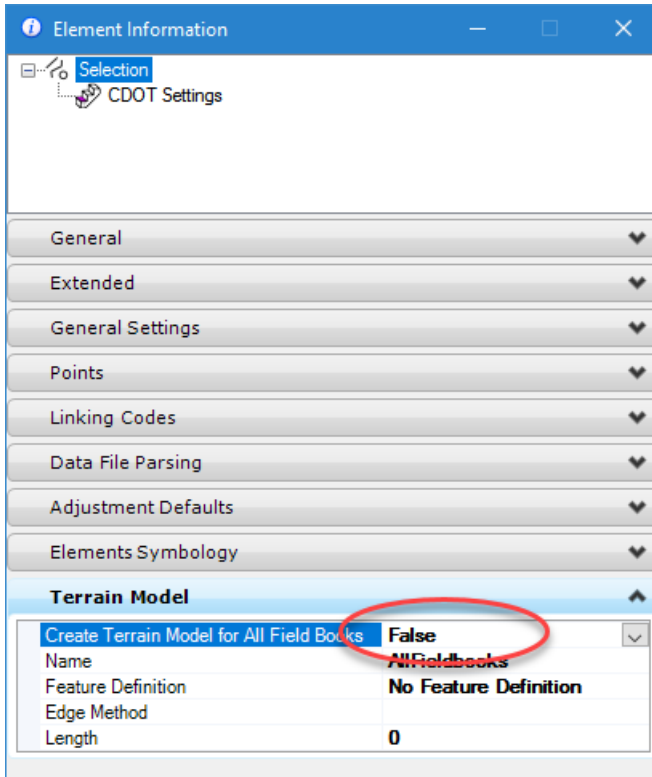 Element Information
Selection
CDOT Settings
General
Extended
General Settings
Points
Linking Codes
Data File Parsing
Adjustment Defaults
Elements Symbology
Terrain Model
Create Terrain Model for All Field Books False
Name AllFieldbooks
Feature Definition No Feature Definition
Edge Method
Length 0